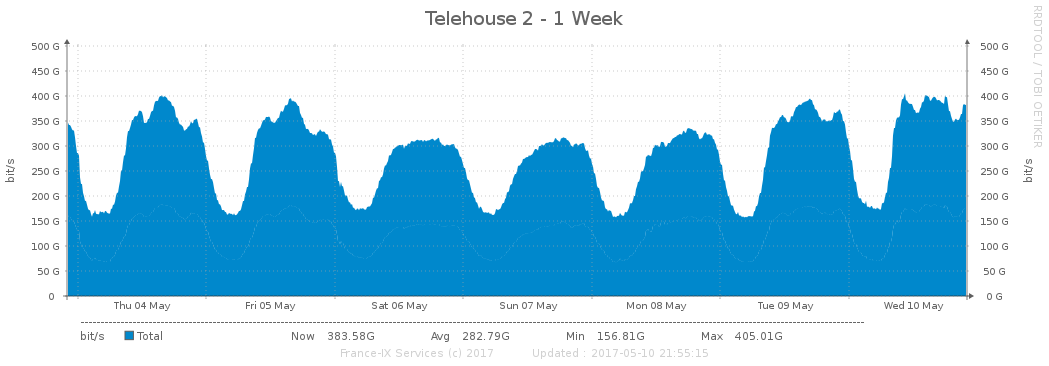 Telehouse 2 - 1 Week
RRDTOOL / TOBI OETIKER
bit/s
500 G 500 G
450 G 450 G
400 G 400 G
350 G 350 G
300 G 300 G
250 G 250 G
200 G 200 G
150 G 150 G
100 G 100 G
50 G 50 G
0 0 G
bit/s
Thu 04 May Fri 05 May Sat 06 May Sun 07 May Mon 08 May Tue 09 May Wed 10 May
bit/s Total Now 383.58G Avg 282.79G Min 156.81G Max 405.01G
France-IX Services (c) 2017 Updated : 2017-05-10 21:55:15